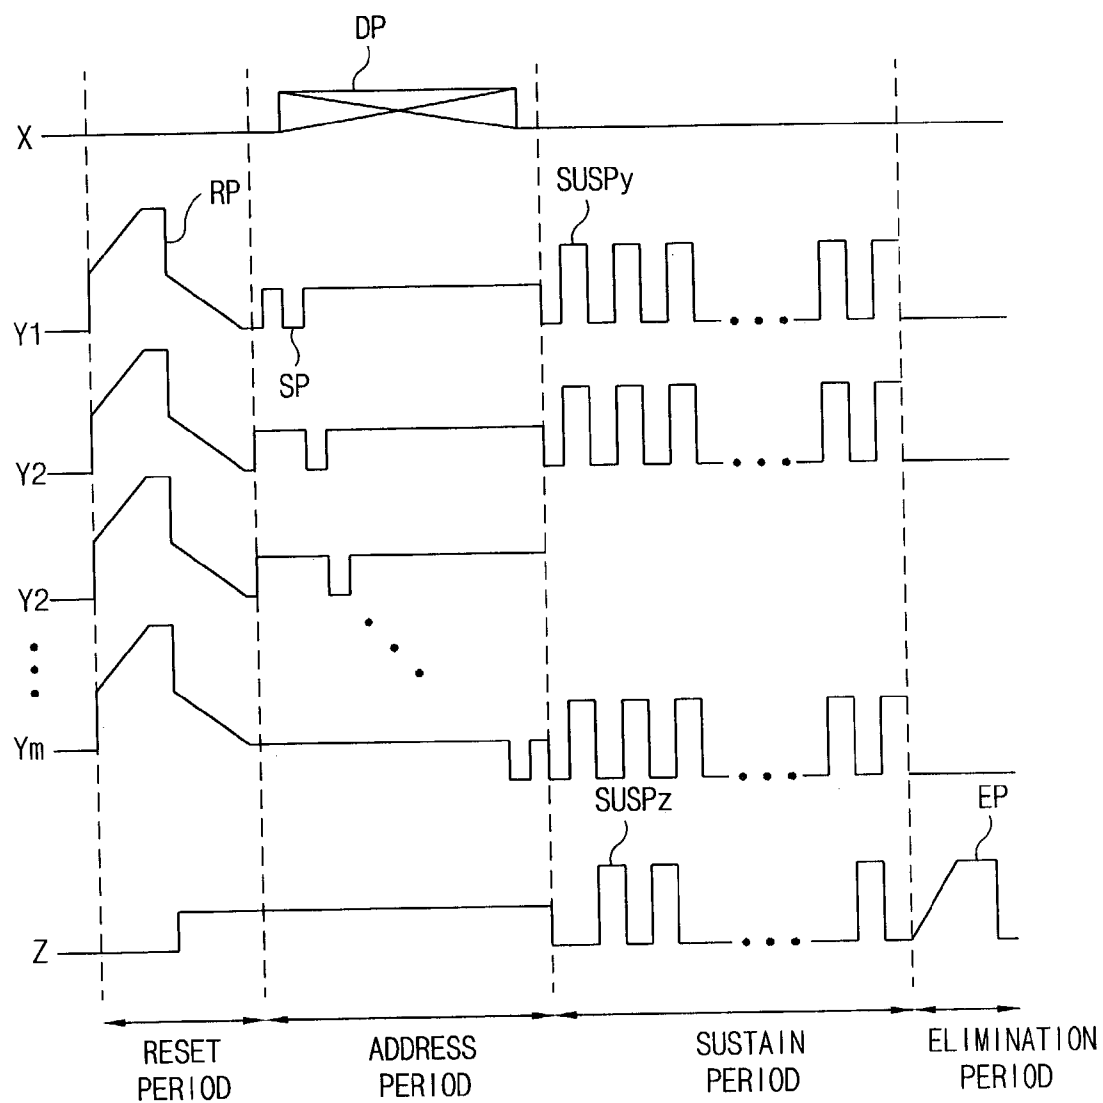 DP
X
RP
SUSPy
Y1
SP
Y2
Y2
Ym
SUSPz
EP
Z
RESET PERIOD
ADDRESS PERIOD
SUSTAIN PERIOD
ELIMINATION PERIOD